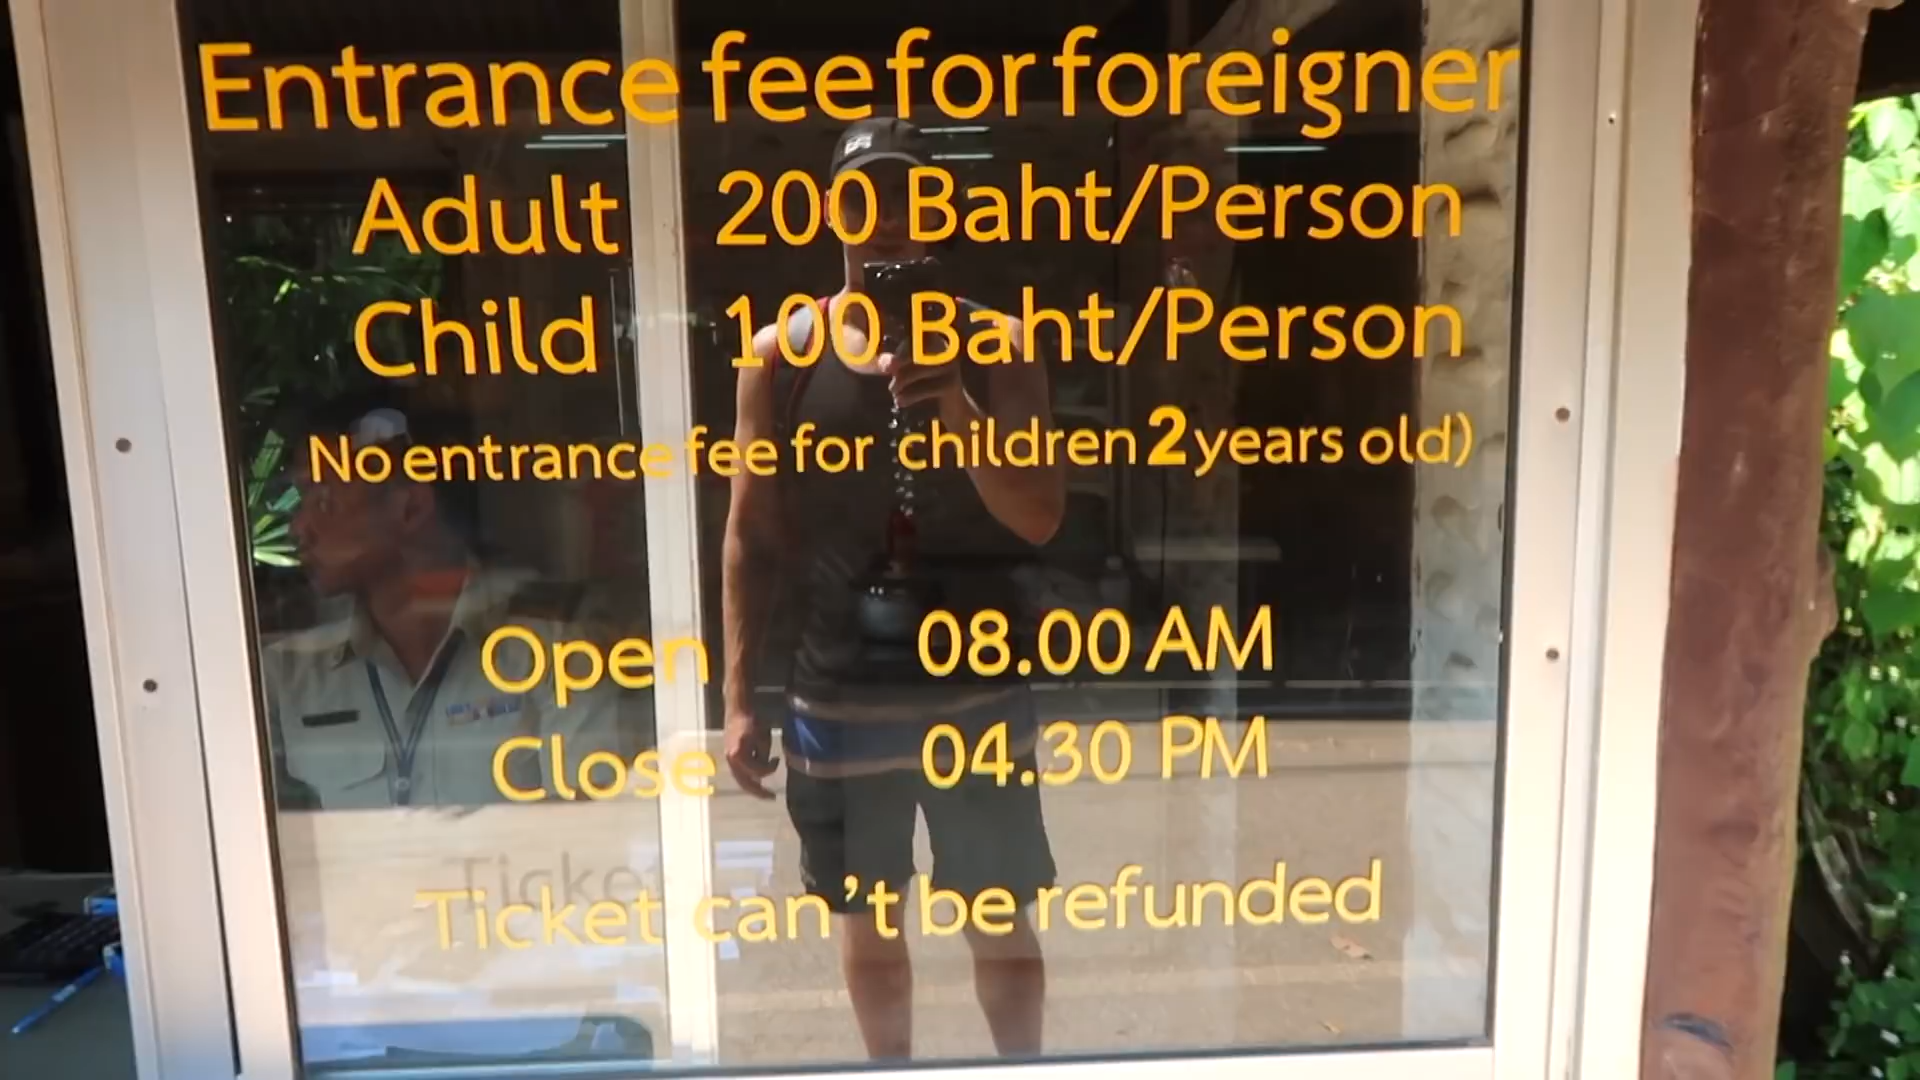 Entrance fee for foreigner
Adult 200 Baht/Person
Child 100 Baht/Person
No entrance fee for children 2 years old)
Open 08.00 AM
Close 04.30 PM
Ticket can't be refunded